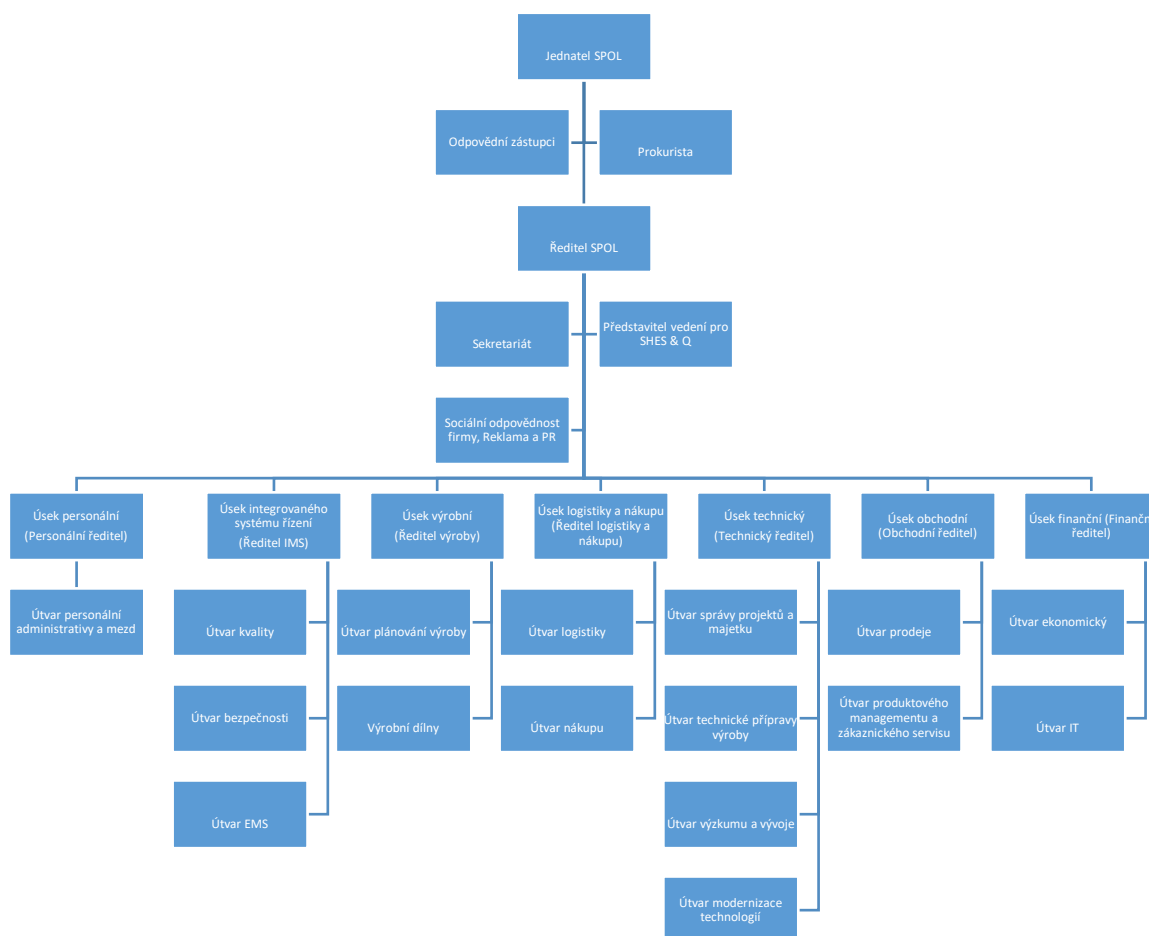 Jednatel SPOL
Odpovědní zástupci
Prokurista
Ředitel SPOL
Sekretariát
Představitel vedení pro
SHES & Q
Sociální odpovědnost
firmy, Reklama a PR
Úsek personální
(Personální ředitel)
Úsek integrovaného
systému řízení
(Ředitel IMS)
Úsek výrobní
(Ředitel výroby)
Úsek logistiky a nákupu
(Ředitel logistiky a
nákupu)
Úsek technický
(Technický ředitel)
Úsek obchodní
(Obchodní ředitel)
Úsek finanční (Finanční
ředitel)
Útvar personální
administrativy a mezd
Útvar kvality
Útvar plánování výroby
Útvar logistiky
Útvar správy projektů a
majetku
Útvar prodeje
Útvar ekonomický
Útvar bezpečnosti
Výrobní dílny
Útvar nákupu
Útvar technické přípravy
výroby
Útvar produktového
managementu a
zákaznického servisu
Útvar IT
Útvar EMS
Útvar výzkumu a vývoje
Útvar modernizace
technologií